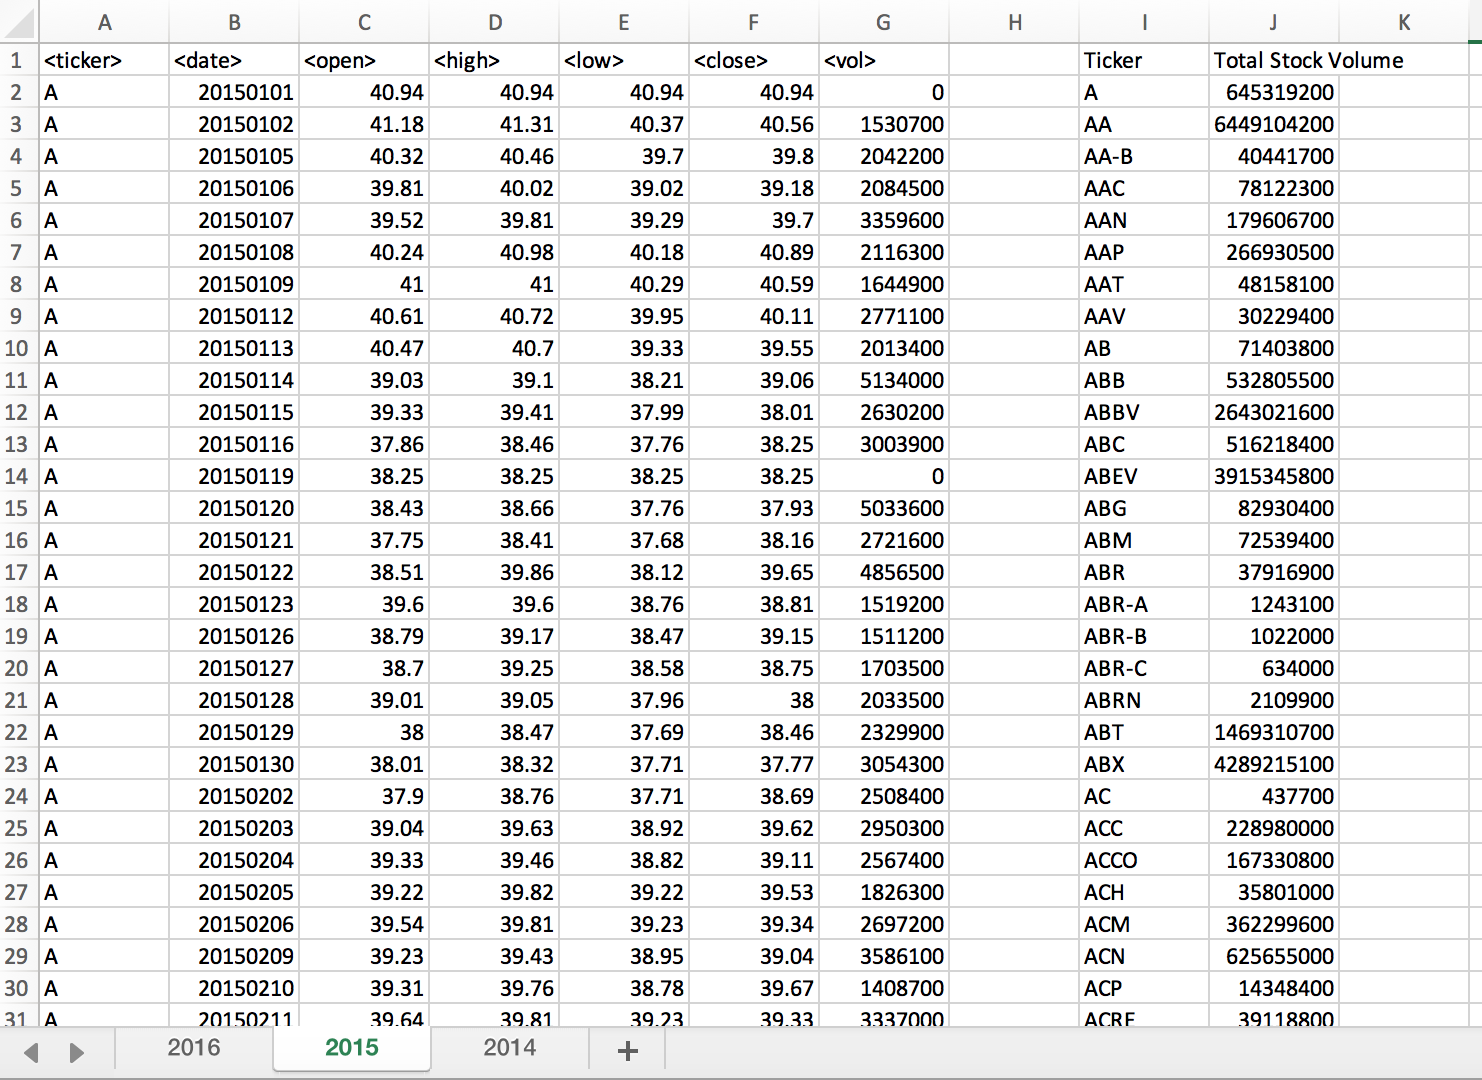 A B C D E F G H I J K
1 <ticker> <date> <open> <high> <low> <close> <vol> Ticker Total Stock Volume
2 A 20150101 40.94 40.94 40.94 40.94 0 A 645319200
3 A 20150102 41.18 41.31 40.37 40.56 1530700 AA 6449104200
4 A 20150105 40.32 40.46 39.7 39.8 2042200 AA-B 40441700
5 A 20150106 39.81 40.02 39.02 39.18 2084500 AAC 78122300
6 A 20150107 39.52 39.81 39.29 39.7 3359600 AAN 179606700
7 A 20150108 40.24 40.98 40.18 40.89 2116300 AAP 266930500
8 A 20150109 41 41 40.29 40.59 1644900 AAT 48158100
9 A 20150112 40.61 40.72 39.95 40.11 2771100 AAV 30229400
10 A 20150113 40.47 40.7 39.33 39.55 2013400 AB 71403800
11 A 20150114 39.03 39.1 38.21 39.06 5134000 ABB 532805500
12 A 20150115 39.33 39.41 37.99 38.01 2630200 ABBV 2643021600
13 A 20150116 37.86 38.46 37.76 38.25 3003900 ABC 516218400
14 A 20150119 38.25 38.25 38.25 38.25 0 ABEV 3915345800
15 A 20150120 38.43 38.66 37.76 37.93 5033600 ABG 82930400
16 A 20150121 37.75 38.41 37.68 38.16 2721600 ABM 72539400
17 A 20150122 38.51 39.86 38.12 39.65 4856500 ABR 37916900
18 A 20150123 39.6 39.6 38.76 38.81 1519200 ABR-A 1243100
19 A 20150126 38.79 39.17 38.47 39.15 1511200 ABR-B 1022000
20 A 20150127 38.7 39.25 38.58 38.75 1703500 ABR-C 634000
21 A 20150128 39.01 39.05 37.96 38 2033500 ABRN 2109900
22 A 20150129 38 38.47 37.69 38.46 2329900 ABT 1469310700
23 A 20150130 38.01 38.32 37.71 37.77 3054300 ABX 4289215100
24 A 20150202 37.9 38.76 37.71 38.69 2508400 AC 437700
25 A 20150203 39.04 39.63 38.92 39.62 2950300 ACC 228980000
26 A 20150204 39.33 39.46 38.82 39.11 2567400 ACCO 167330800
27 A 20150205 39.22 39.82 39.22 39.53 1826300 ACH 35801000
28 A 20150206 39.54 39.81 39.23 39.34 2697200 ACM 362299600
29 A 20150209 39.23 39.43 38.95 39.04 3586100 ACN 625655000
30 A 20150210 39.31 39.76 38.78 39.67 1408700 ACP 14348400
31 A 20150211 39.64 39.81 39.23 39.33 3337000 ACRE 39118800
2016 2015 2014 +